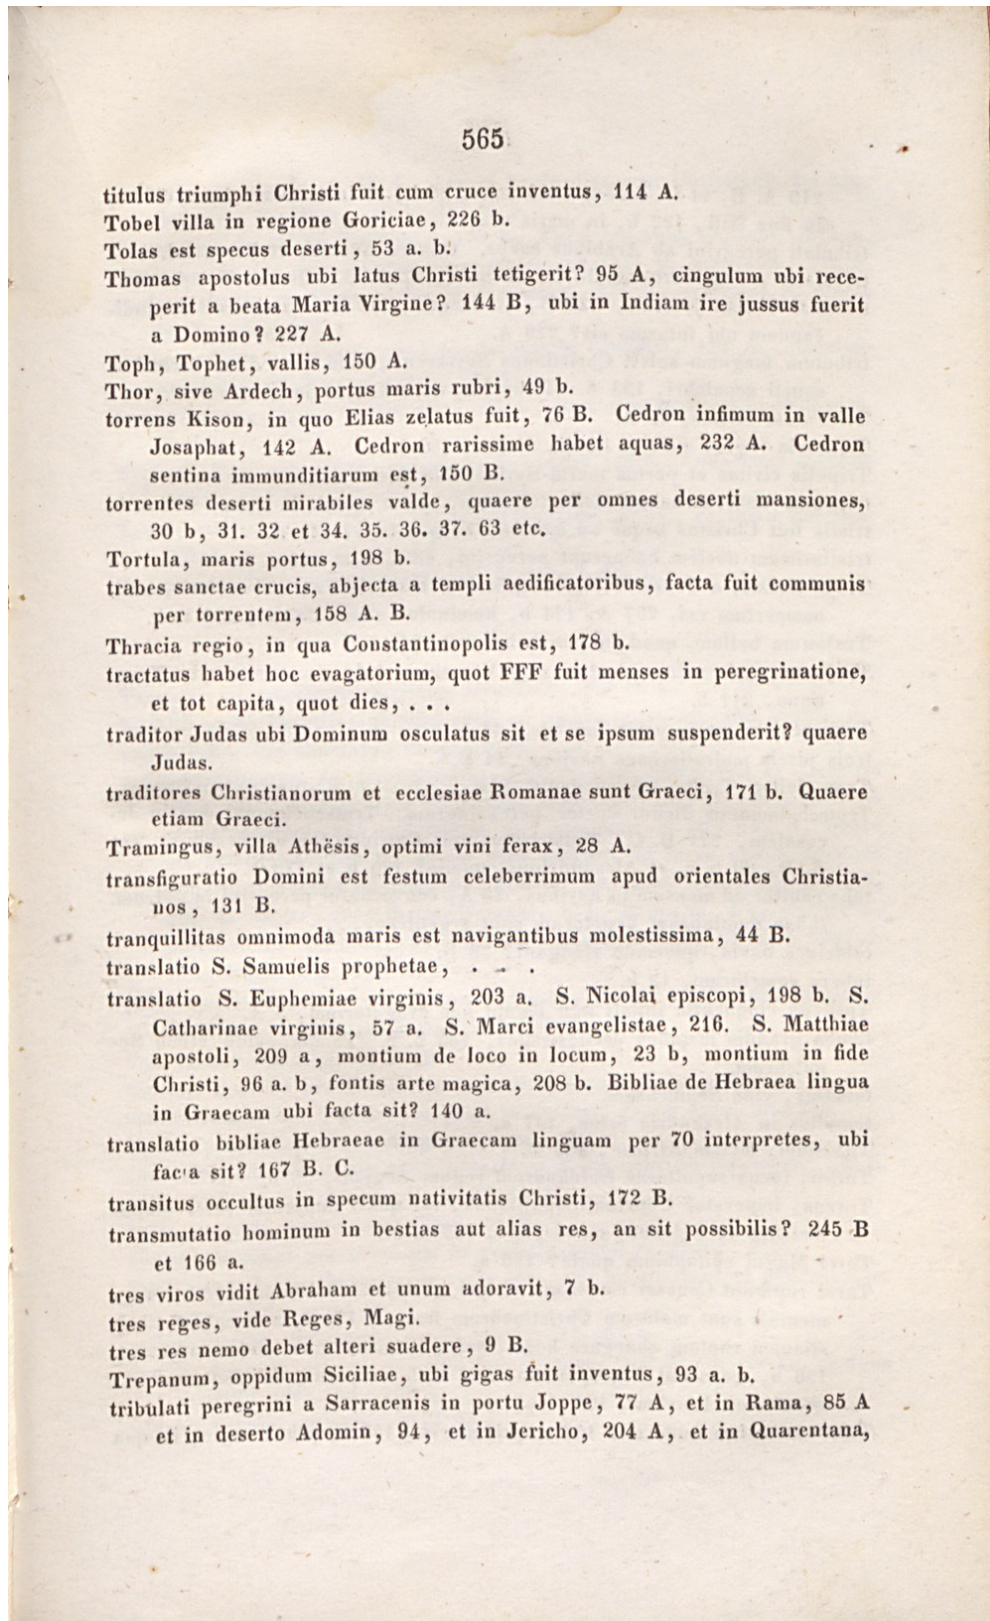 565
titulus triumphi Christi fuit cum cruce inventus, 114 A.
Tobel villa in regione Goriciae, 226 b.
Tolas est specus deserti, 53 a. b.
Thomas apostolus ubi latus Christi tetigerit? 95 A, cingulum ubi rece-
perit a beata Maria Virgine? 144 B, ubi in Indiam ire jussus fuerit
a Domino? 227 A.
Toph, Tophet, vallis, 150 A.
Thor, sive Ardech, portus maris rubri, 49 b.
torrens Kison, in quo Elias zelatus fuit, 76 B. Cedron infimum in valle
Josaphat, 142 A. Cedron rarissime habet aquas, 232 A. Cedron
sentina immunditiarum est, 150 B.
torrentes deserti mirabiles valde, quaere per omnes deserti mansiones,
30 b, 31. 32 et 34. 35. 36. 37. 63 etc.
Tortula, maris portus, 198 b.
trabes sanctae crucis, abjecta a templi aedificatoribus, facta fuit communis
per torrentem, 158 A. B.
Thracia regio, in qua Constantinopolis est, 178 b.
tractatus habet hoc evagatorium, quot FFF fuit menses in peregrinatione,
et tot capita, quot dies, . . .
traditor Judas ubi Dominum osculatus sit et se ipsum suspenderit? quaere
Judas.
traditores Christianorum et ecclesiae Romanae sunt Graeci, 171 b. Quaere
etiam Graeci.
Tramingus, villa Athësis, optimi vini ferax, 28 A.
transfiguratio Domini est festum celeberrimum apud orientales Christia-
nos, 131 B.
tranquillitas omnimoda maris est navigantibus molestissima, 44 B.
translatio S. Samuelis prophetae, . . .
translatio S. Euphemiae virginis, 203 a. S. Nicolai episcopi, 198 b. S.
Catharinae virginis, 57 a. S. Marci evangelistae, 216. S. Matthiae
apostoli, 209 a, montium de loco in locum, 23 b, montium in fide
Christi, 96 a. b, fontis arte magica, 208 b. Bibliae de Hebraea lingua
in Graecam ubi facta sit? 140 a.
translatio bibliae Hebraeae in Graecam linguam per 70 interpretes, ubi
facta sit? 167 B. C.
transitus occultus in specum nativitatis Christi, 172 B.
transmutatio hominum in bestias aut alias res, an sit possibilis? 245 B
et 166 a.
tres viros vidit Abraham et unum adoravit, 7 b.
tres reges, vide Reges, Magi.
tres res nemo debet alteri suadere, 9 B.
Trepanum, oppidum Siciliae, ubi gigas fuit inventus, 93 a. b.
tribulati peregrini a Sarracenis in portu Joppe, 77 A, et in Rama, 85 A
et in deserto Adomin, 94, et in Jericho, 204 A, et in Quarentana,